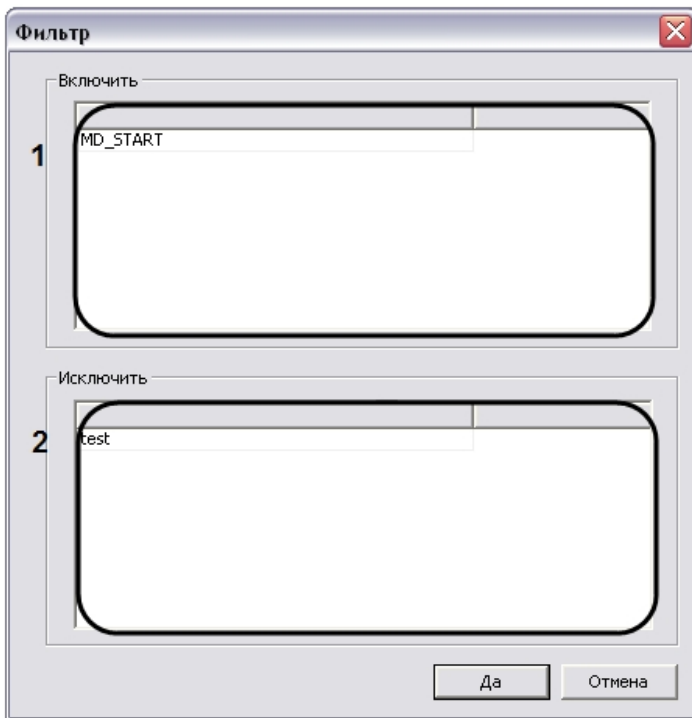 Фильтр
Включить
1
MD_START
Исключить
2
test
Да
Отмена